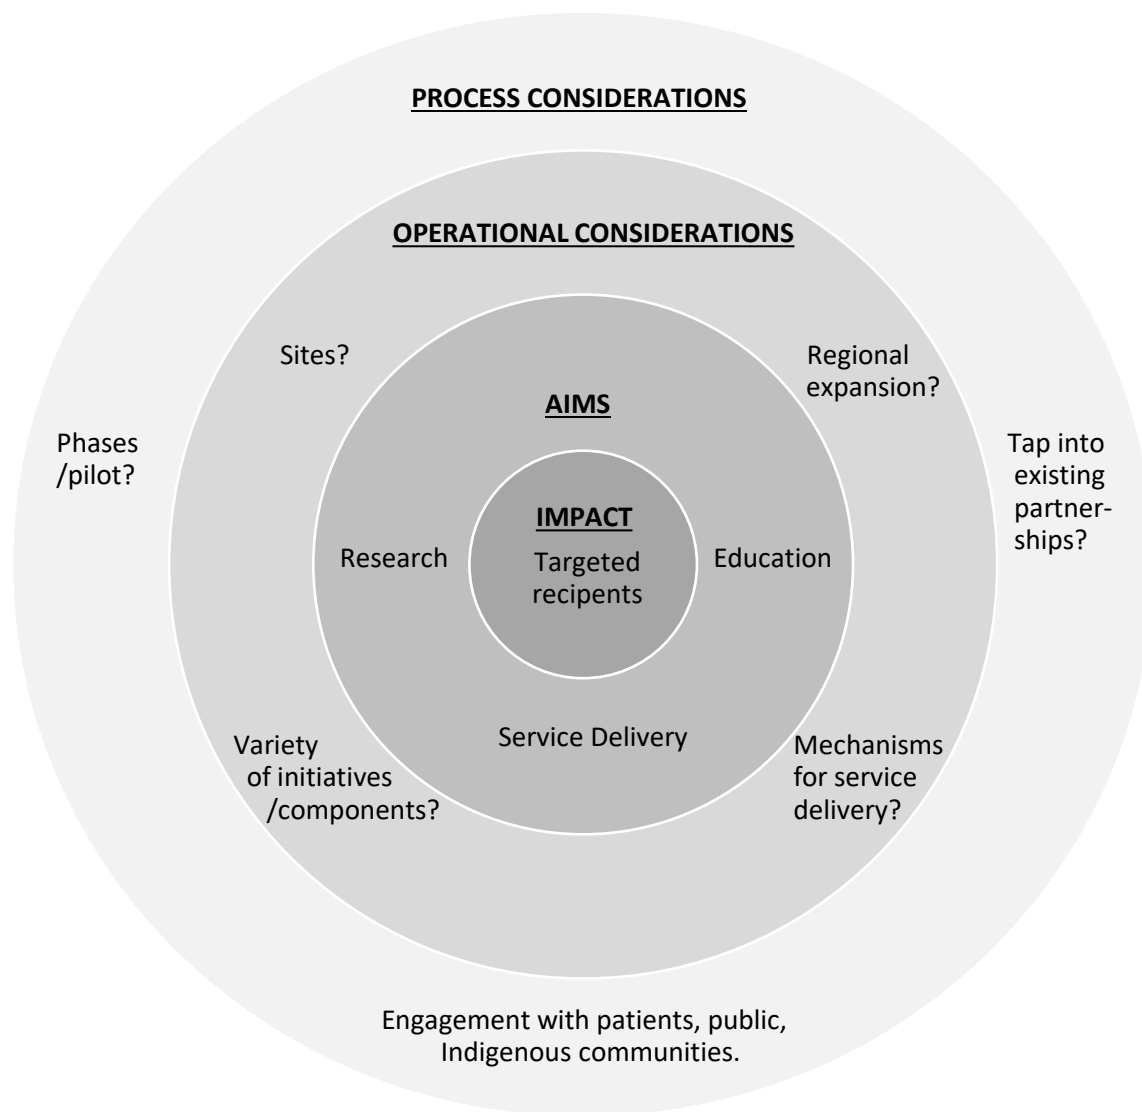 PROCESS CONSIDERATIONS
OPERATIONAL CONSIDERATIONS
Sites?
Regional
expansion?
AIMS
Phases
/pilot?
Tap into
existing
partner-
ships?
IMPACT
Targeted
recipents
Research
Education
Service Delivery
Variety
of initiatives
/components?
Mechanisms
for service
delivery?
Engagement with patients, public,
Indigenous communities.